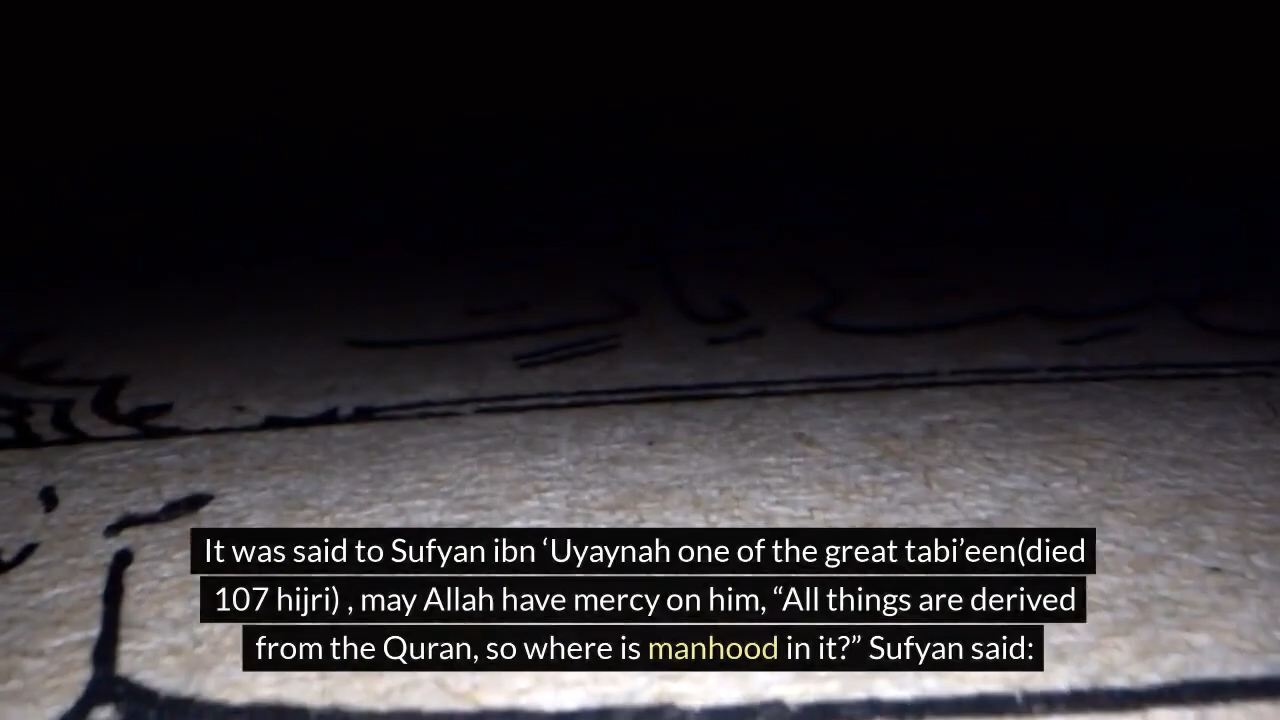 It was said to Sufyan ibn ‘Uyaynah one of the great tabi’een(died
107 hijri) , may Allah have mercy on him, “All things are derived
from the Quran, so where is manhood in it?” Sufyan said: